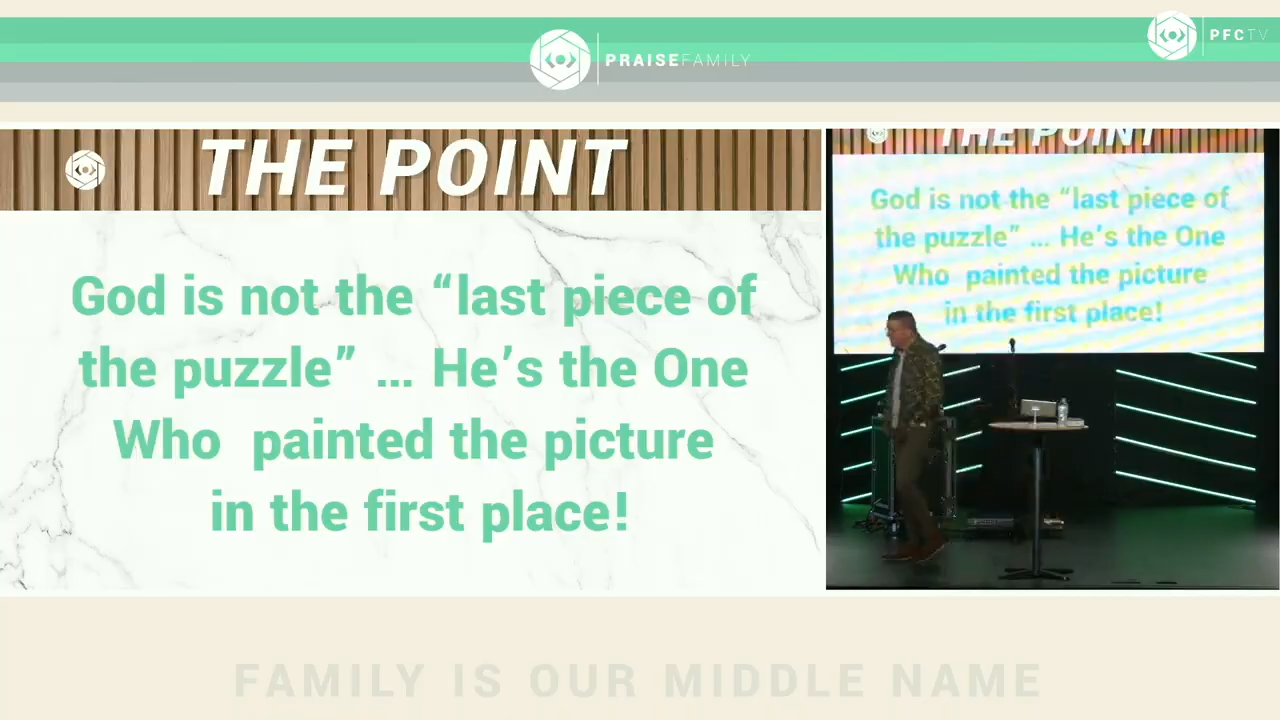 PRAISEFAMILY
PFCTV
THE POINT
God is not the “last piece of
the puzzle” ... He’s the One
Who  painted the picture
in the first place!
THE POINT
God is not the “last piece of
the puzzle” ... He’s the One
Who  painted the picture
in the first place!
FAMILY IS OUR MIDDLE NAME